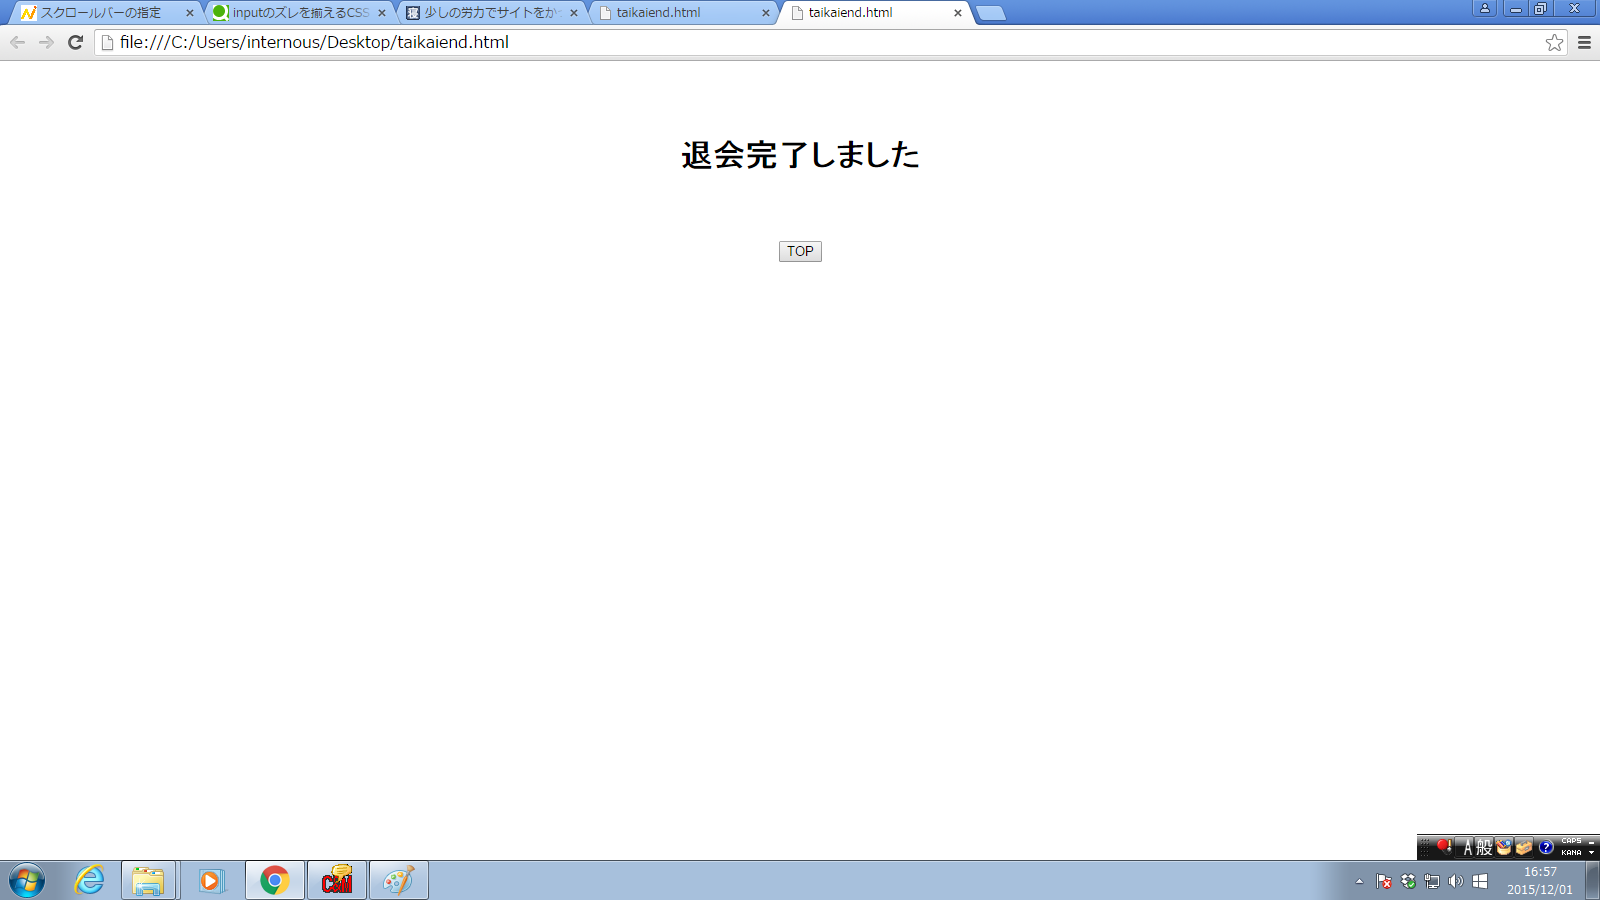 スクロールバーの指定
inputのズレを揃えるCSS
少しの労力でサイトをか
taikaiend.html
taikaiend.html
file:///C:/Users/internous/Desktop/taikaiend.html
退会完了しました
TOP
A 般
CAPS
KANA
CSM
16:57
2015/12/01